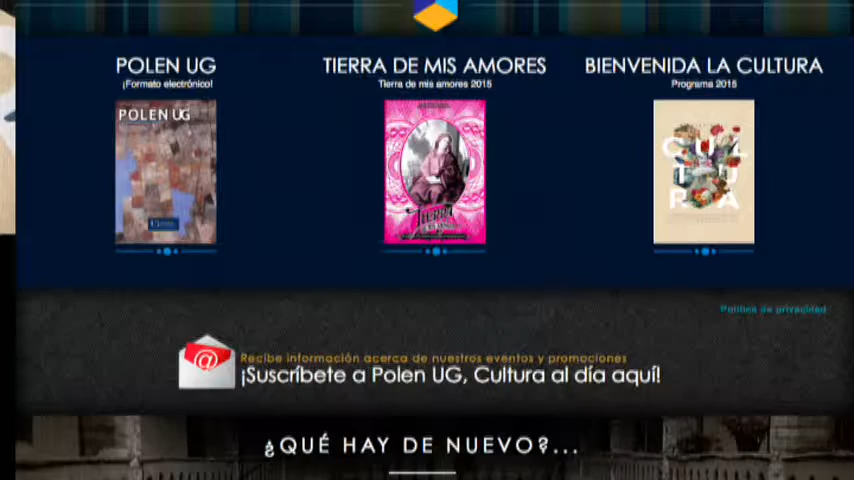 POLEN UG
¡Formato electrónico!
POLEN UG
TIERRA DE MIS AMORES
Tierra de mis amores 2015
Tierra
BIENVENIDA LA CULTURA
Programa 2015
CUL
TU
RA
Política de privacidad
@
Recibe información acerca de nuestros eventos y promociones
¡Suscríbete a Polen UG, Cultura al día aquí!
¿QUÉ HAY DE NUEVO?...